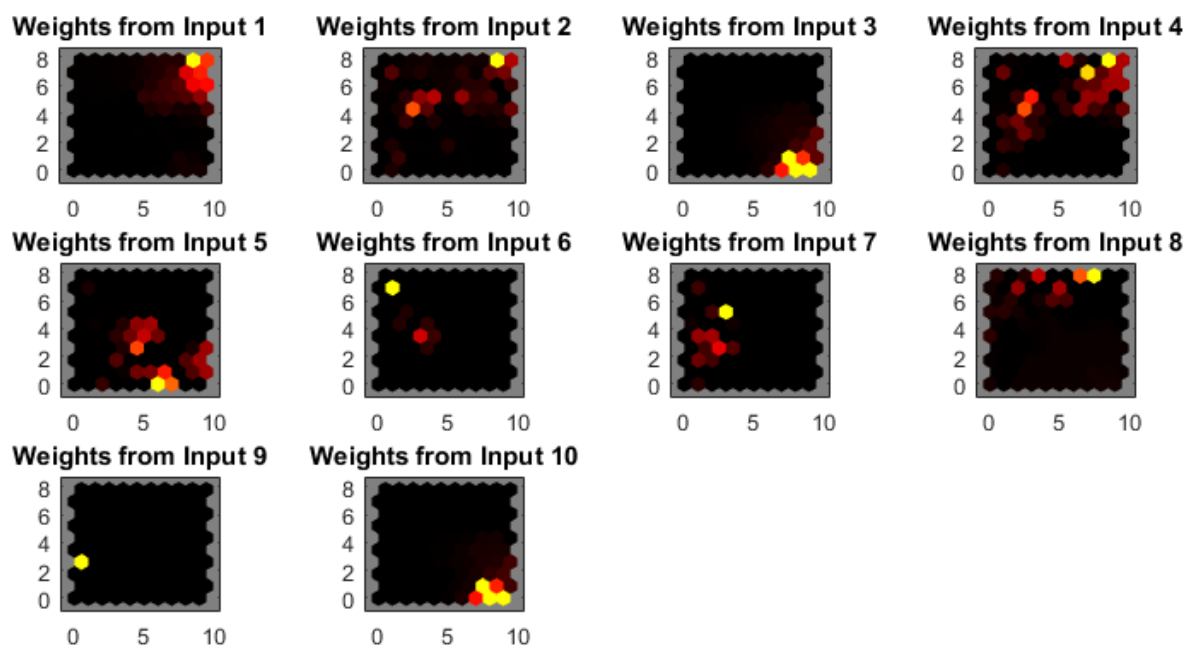 Weights from Input 1 Weights from Input 2 Weights from Input 3 Weights from Input 4
8 8 8 8
6 6 6 6
4 4 4 4
2 2 2 2
0 0 0 0
0 5 10 0 5 10 0 5 10 0 5 10
Weights from Input 5 Weights from Input 6 Weights from Input 7 Weights from Input 8
8 8 8 8
6 6 6 6
4 4 4 4
2 2 2 2
0 0 0 0
0 5 10 0 5 10 0 5 10 0 5 10
Weights from Input 9 Weights from Input 10
8 8
6 6
4 4
2 2
0 0
0 5 10 0 5 10